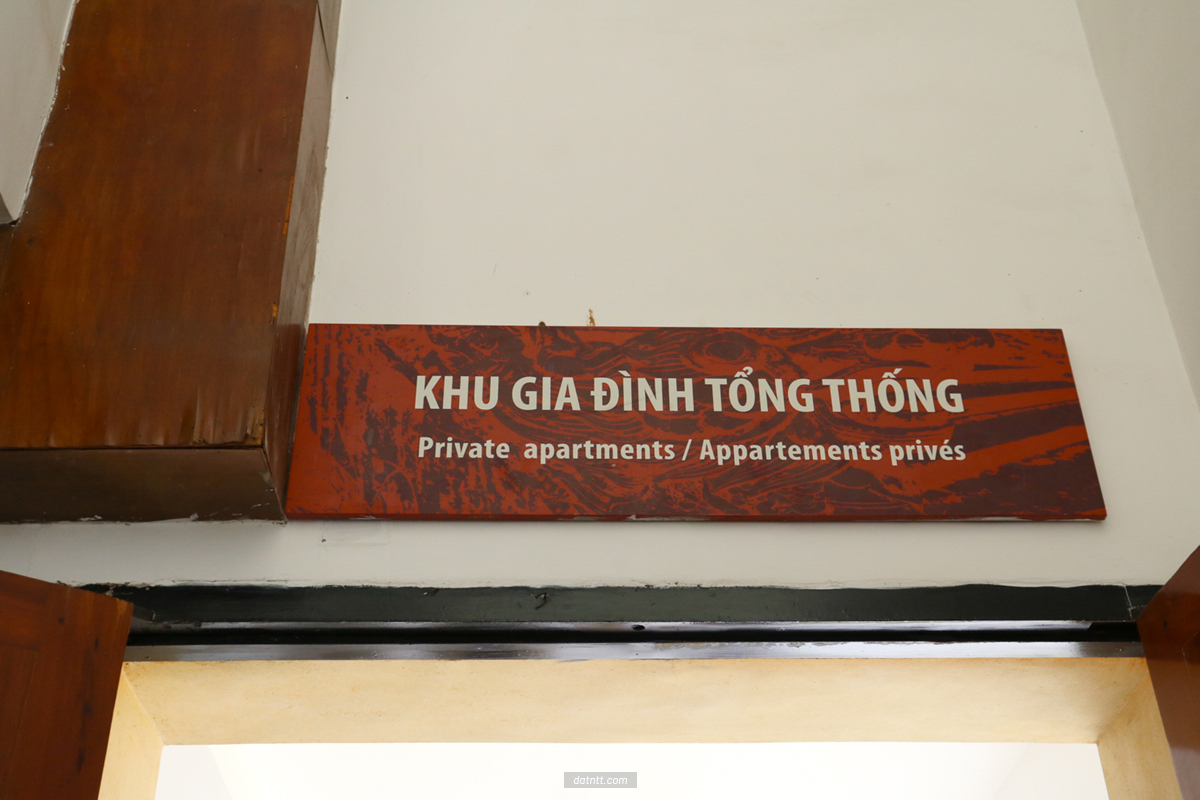 KHU GIA ĐÌNH TỔNG THỐNG
Private apartments / Appartements privés
datntt.com